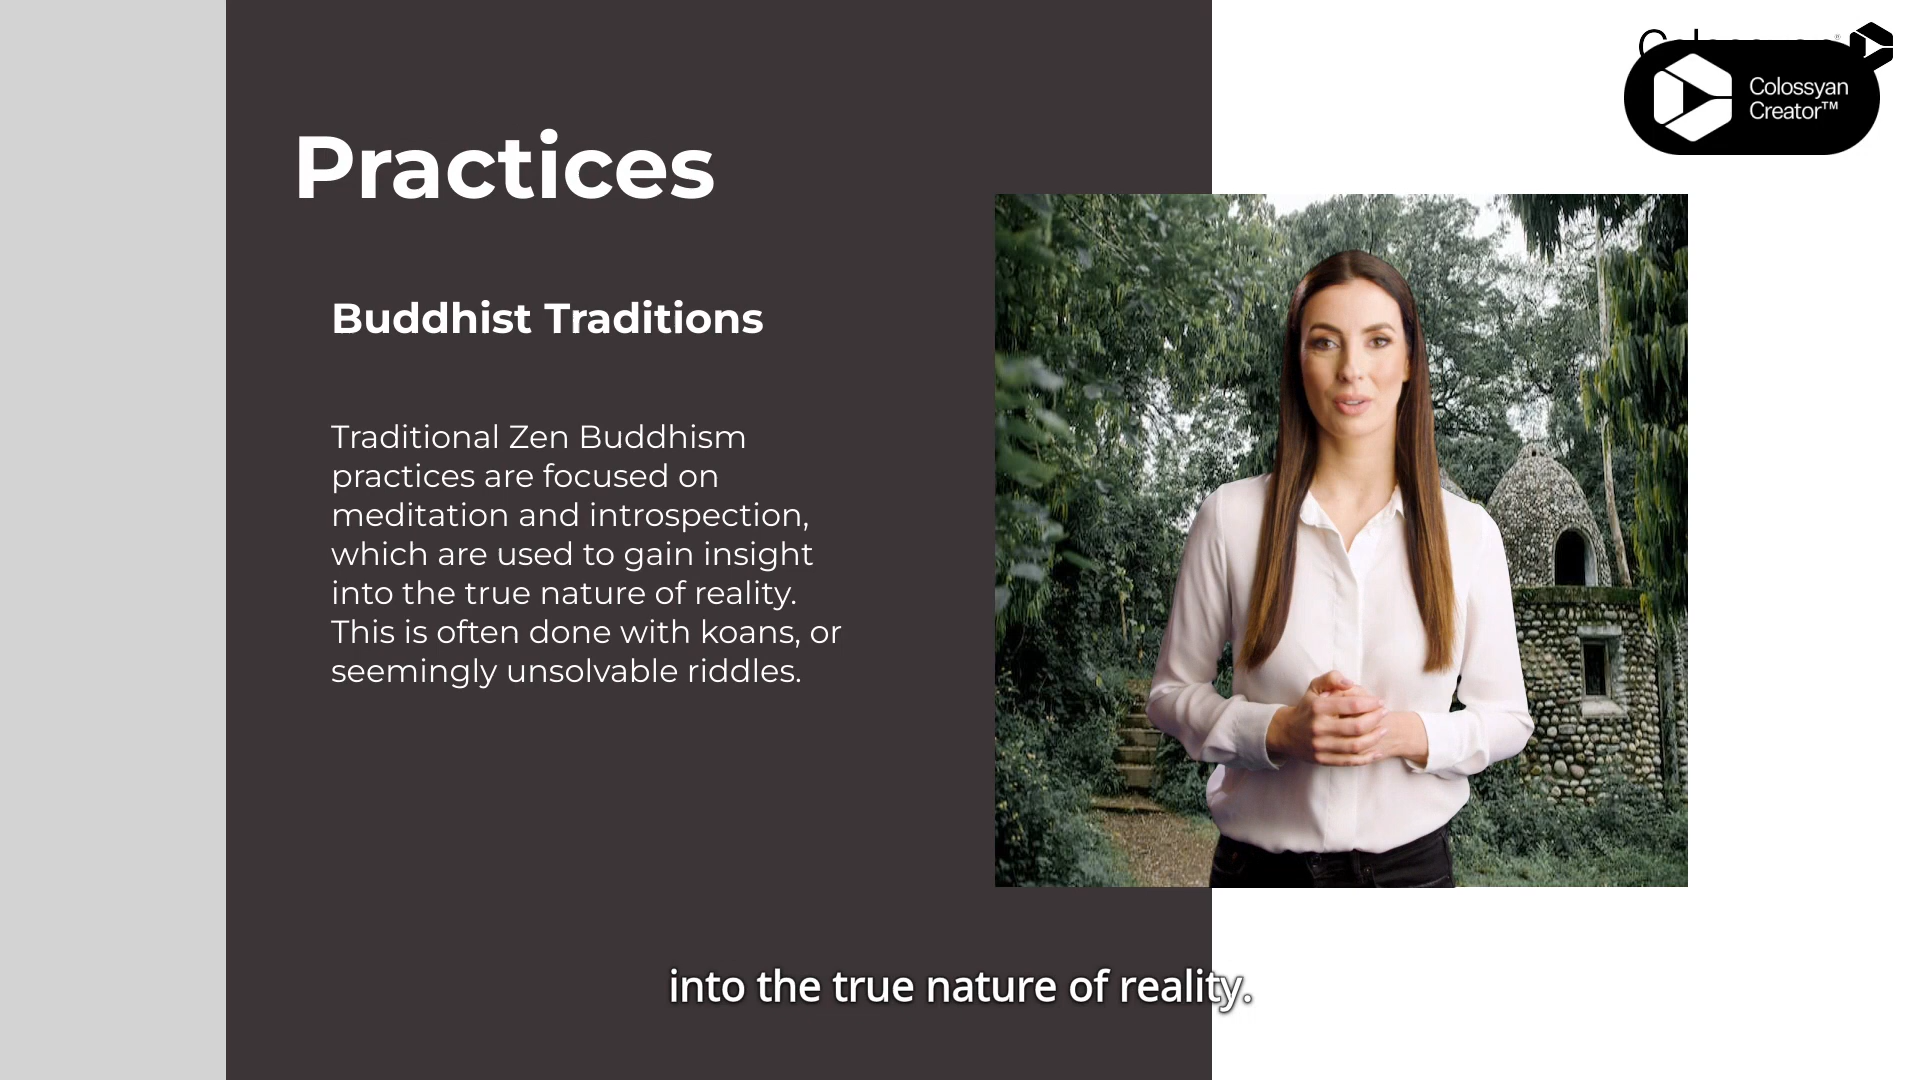 Colossyan
Creator™
Practices
Buddhist Traditions
Traditional Zen Buddhism
practices are focused on
meditation and introspection,
which are used to gain insight
into the true nature of reality.
This is often done with koans, or
seemingly unsolvable riddles.
into the true nature of reality.